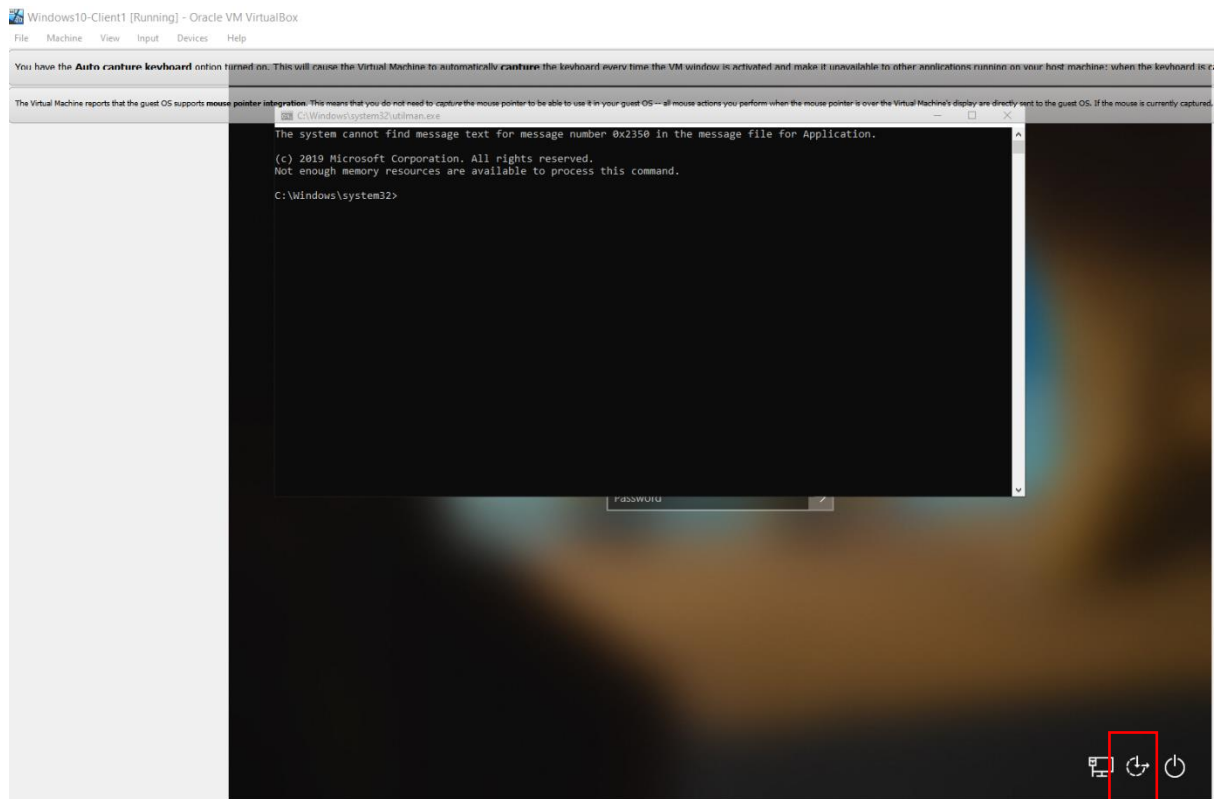 Windows10-Client1 [Running] - Oracle VM VirtualBox
File Machine View Input Devices Help
You have the Auto capture keyboard option turned on. This will cause the Virtual Machine to automatically capture the keyboard every time the VM window is activated and make it unavailable to other applications running on your host machine: when the keyboard is
The Virtual Machine reports that the guest OS supports mouse pointer integration. This means that you do not need to capture the mouse pointer to be able to use it in your guest OS — all mouse actions you perform when the mouse pointer is over the Virtual Machine's display are directly sent to the guest OS. If the mouse is currently captured,
C:\Windows\system32\utilman.exe
The system cannot find message text for message number 0x2350 in the message file for Application.
(c) 2019 Microsoft Corporation. All rights reserved.
Not enough memory resources are available to process this command.
C:\Windows\system32>
Password